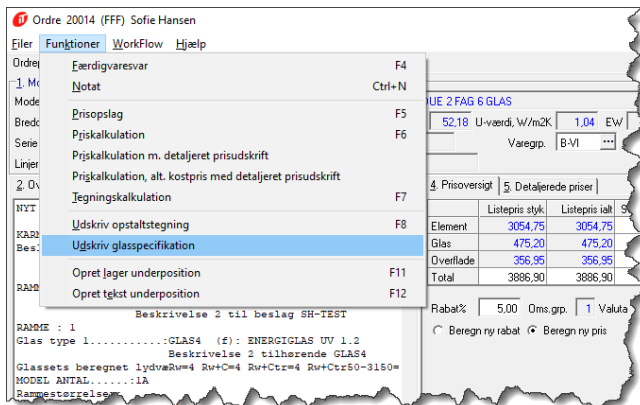 Ordre 20014 (FFF) Sofie Hansen
Filer Funktioner WorkFlow Hjælp
Færdigvaresvar F4
Notat Ctrl+N
Prisopslag F5
Priskalkulation F6
Priskalkulation m. detaljeret prisudskrift
Priskalkulation, alt. kostpris med detaljeret prisudskrift
Tegningskalkulation F7
Udskriv opstaltstegning F8
Udskriv glasspecifikation
Opret lager underposition F11
Opret tekst underposition F12
Ordrep
1. Mo
Mode
Bredd
Serie
Linjer
2. Ov
NYT
KARM
Besl
RAMM
DUE 2 FAG 6 GLAS
52,18 U-værdi, W/m2K 1,04 EW
Varegrp. B-VI ...
4. Prisoversigt 5. Detaljerede priser
Listepris styk Listepris ialt
Element 3054,75 3054,75
Glas 475,20 475,20
Overflade 356,95 356,95
Total 3886,90 3886,90
Rabat% 5,00 Oms.grp. 1 Valuta
Beregn ny rabat Beregn ny pris
Beskrivelse 2 til beslag SH-TEST
RAMME : 1
Glas type 1...........:GLAS4 (f): ENERGIGLAS UV 1.2
Beskrivelse 2 tilhørende GLAS4
Glassets beregnet lydvæRw=4 Rw+C=4 Rw+Ctr=4 Rw+Ctr50-3150=
MODEL ANTAL......:1A
Rammestørrelse